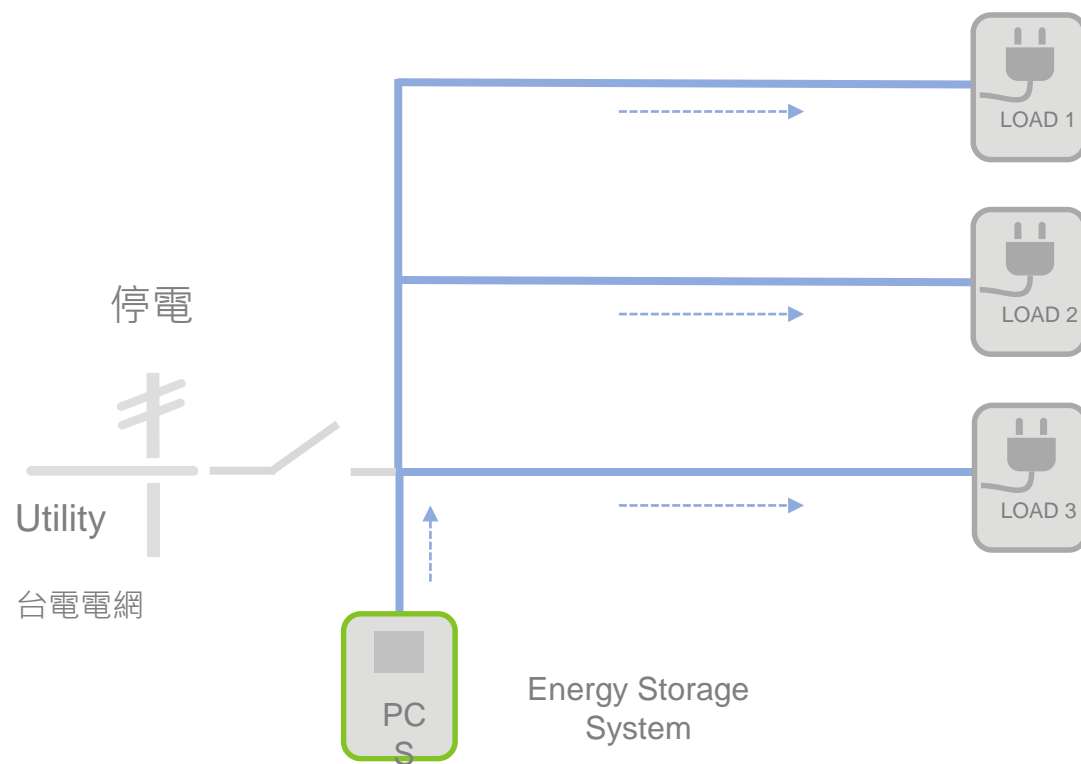 LOAD 1
停電
LOAD 2
Utility
LOAD 3
台電電網
PC
S
Energy Storage
System